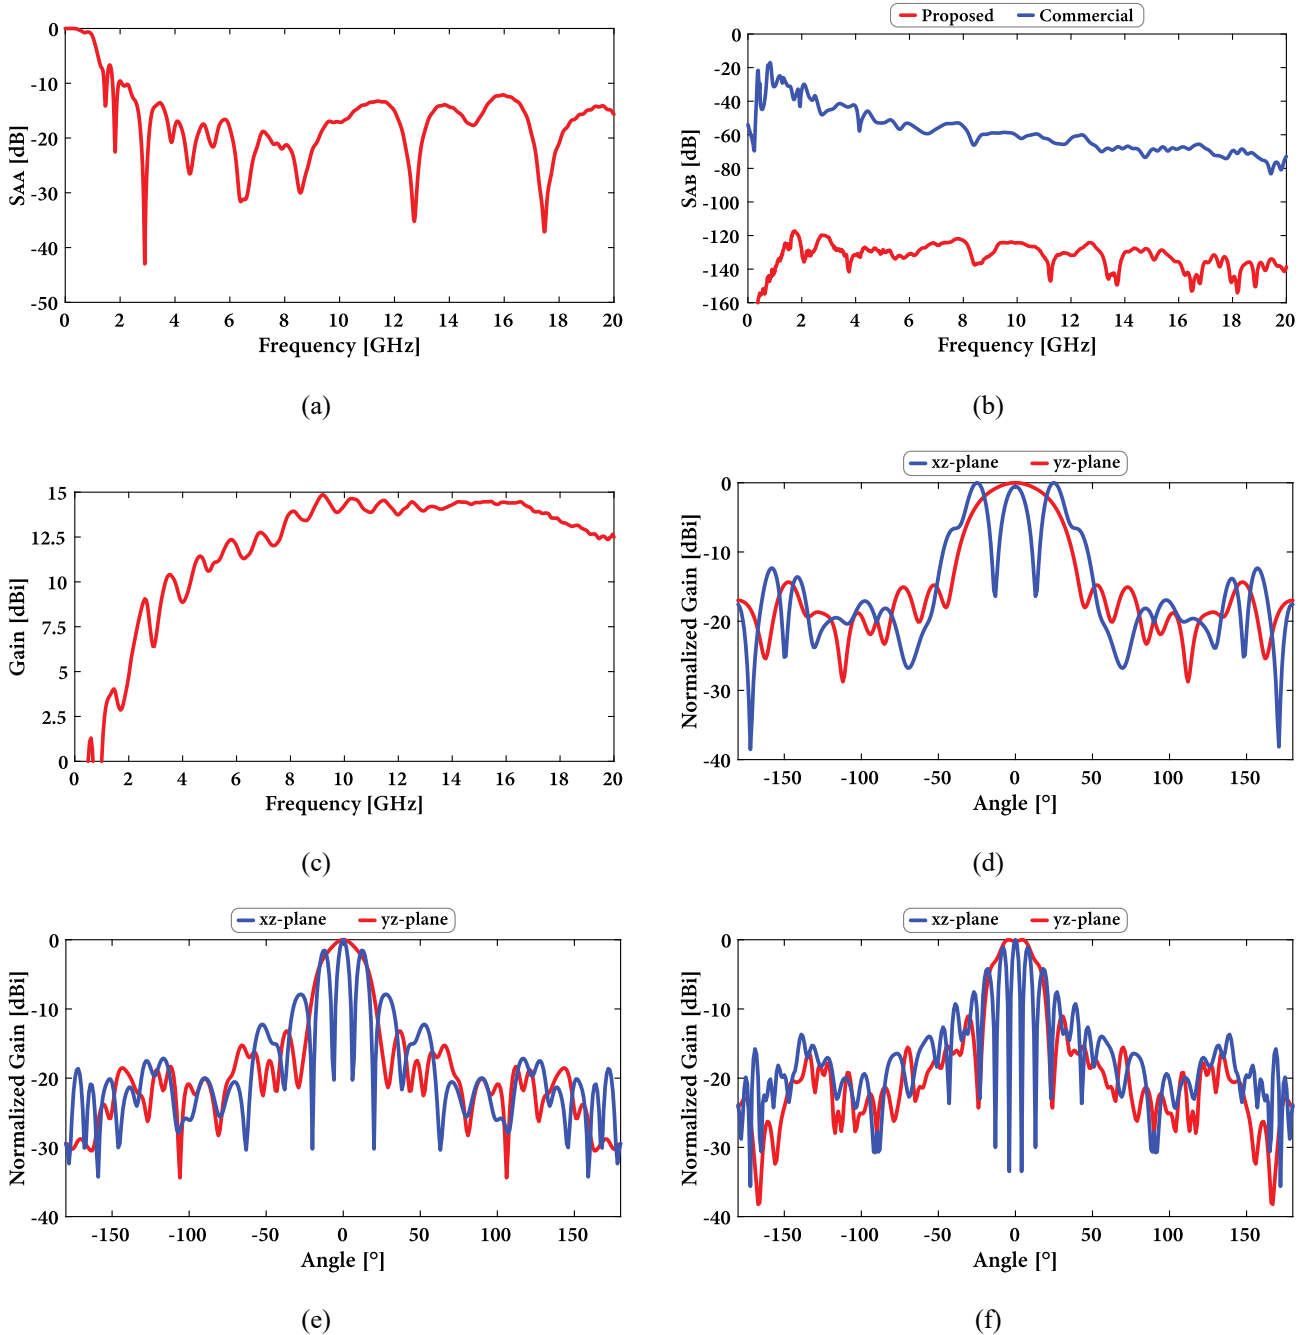 0
-10
-20
-30
-40
-50
SAA [dB]
0 2 4 6 8 10 12 14 16 18 20
Frequency [GHz]
(a)
Proposed Commercial
0
-20
-40
-60
-80
-100
-120
-140
-160
SAB [dB]
0 2 4 6 8 10 12 14 16 18 20
Frequency [GHz]
(b)
15
12.5
10
7.5
5
2.5
0
Gain [dBi]
0 2 4 6 8 10 12 14 16 18 20
Frequency [GHz]
(c)
xz-plane yz-plane
0
-10
-20
-30
-40
Normalized Gain [dBi]
-150 -100 -50 0 50 100 150
Angle [°]
(d)
xz-plane yz-plane
0
-10
-20
-30
-40
Normalized Gain [dBi]
-150 -100 -50 0 50 100 150
Angle [°]
(e)
xz-plane yz-plane
0
-10
-20
-30
-40
Normalized Gain [dBi]
-150 -100 -50 0 50 100 150
Angle [°]
(f)